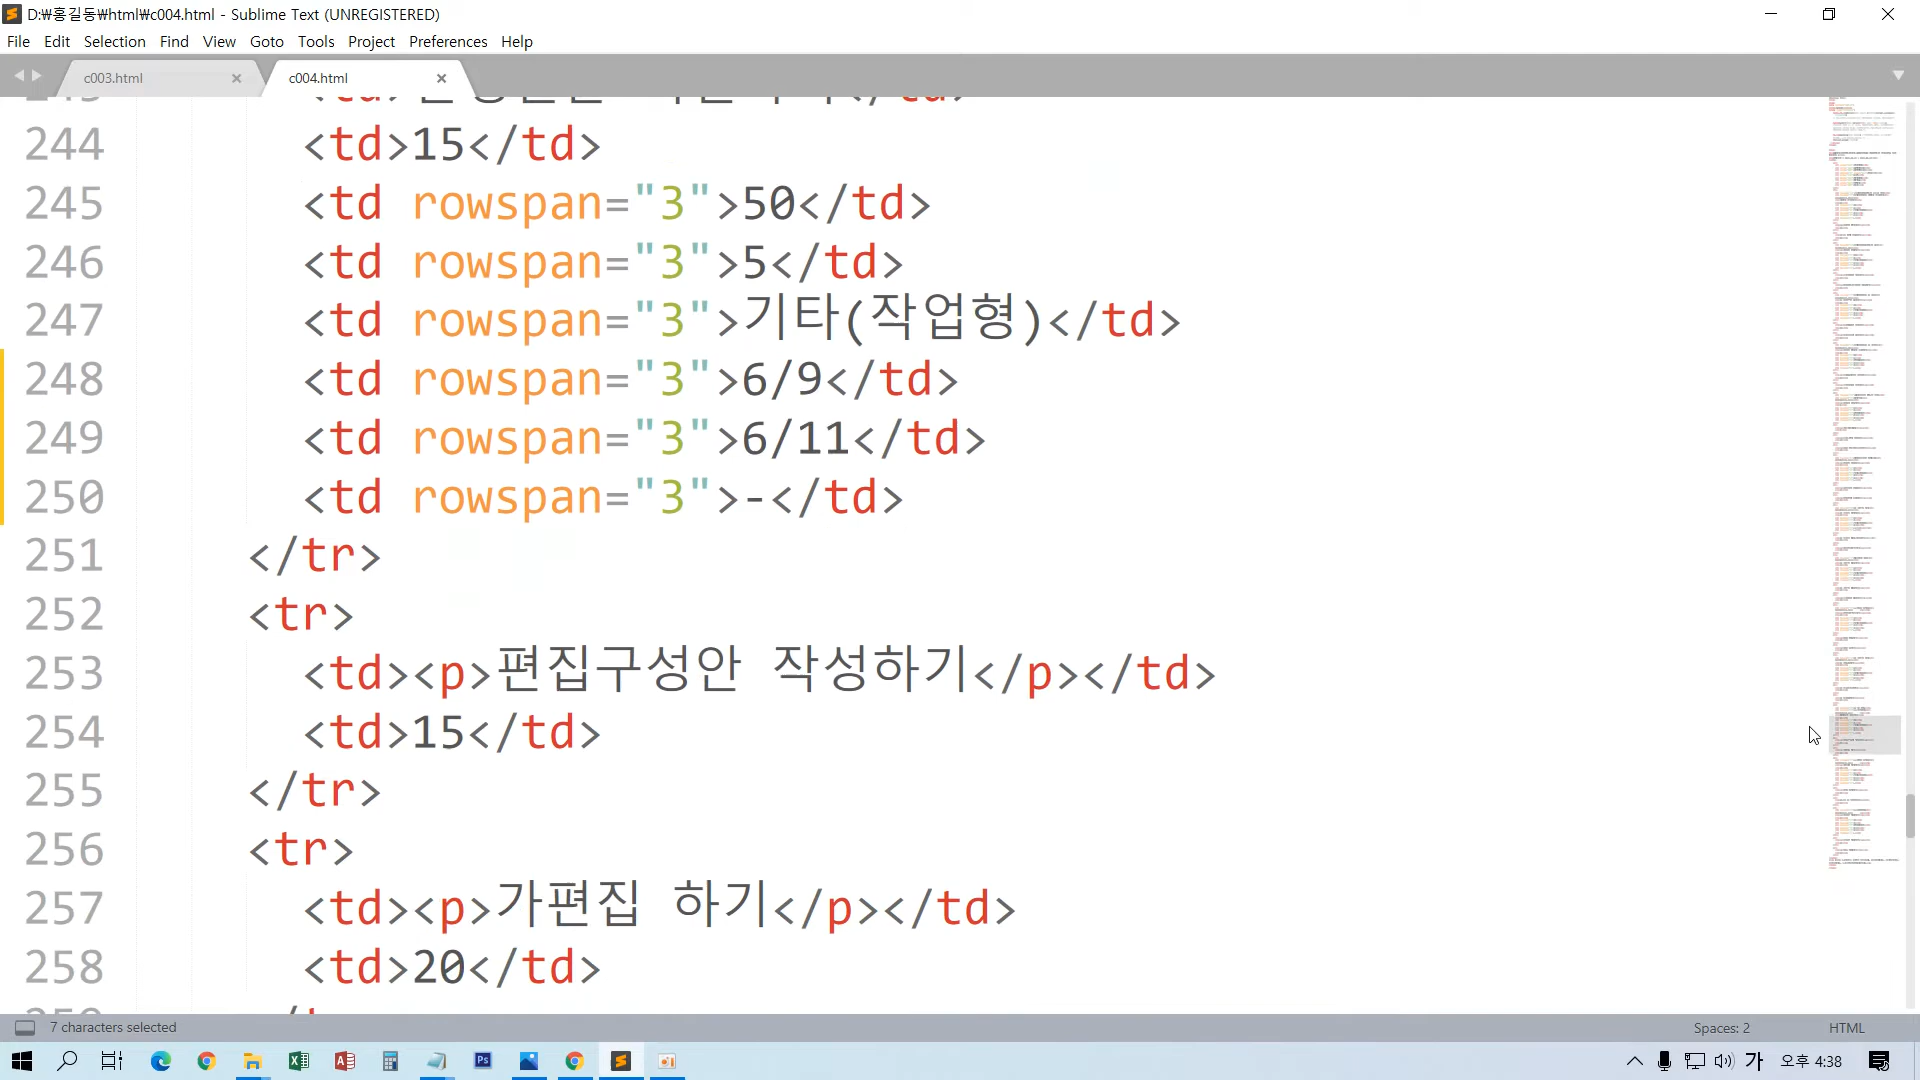 D:₩홍길동₩html₩c004.html - Sublime Text (UNREGISTERED)
File Edit Selection Find View Goto Tools Project Preferences Help
c003.html c004.html
244 <td>15</td>
245 <td rowspan="3">50</td>
246 <td rowspan="3">5</td>
247 <td rowspan="3">기타(작업형)</td>
248 <td rowspan="3">6/9</td>
249 <td rowspan="3">6/11</td>
250 <td rowspan="3">-</td>
251 </tr>
252 <tr>
253 <td><p>편집구성안 작성하기</p></td>
254 <td>15</td>
255 </tr>
256 <tr>
257 <td><p>가편집 하기</p></td>
258 <td>20</td>
7 characters selected Spaces: 2 HTML
Ps 가 오후 4:38